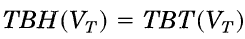 TBH(V_T) = TBT(V_T)